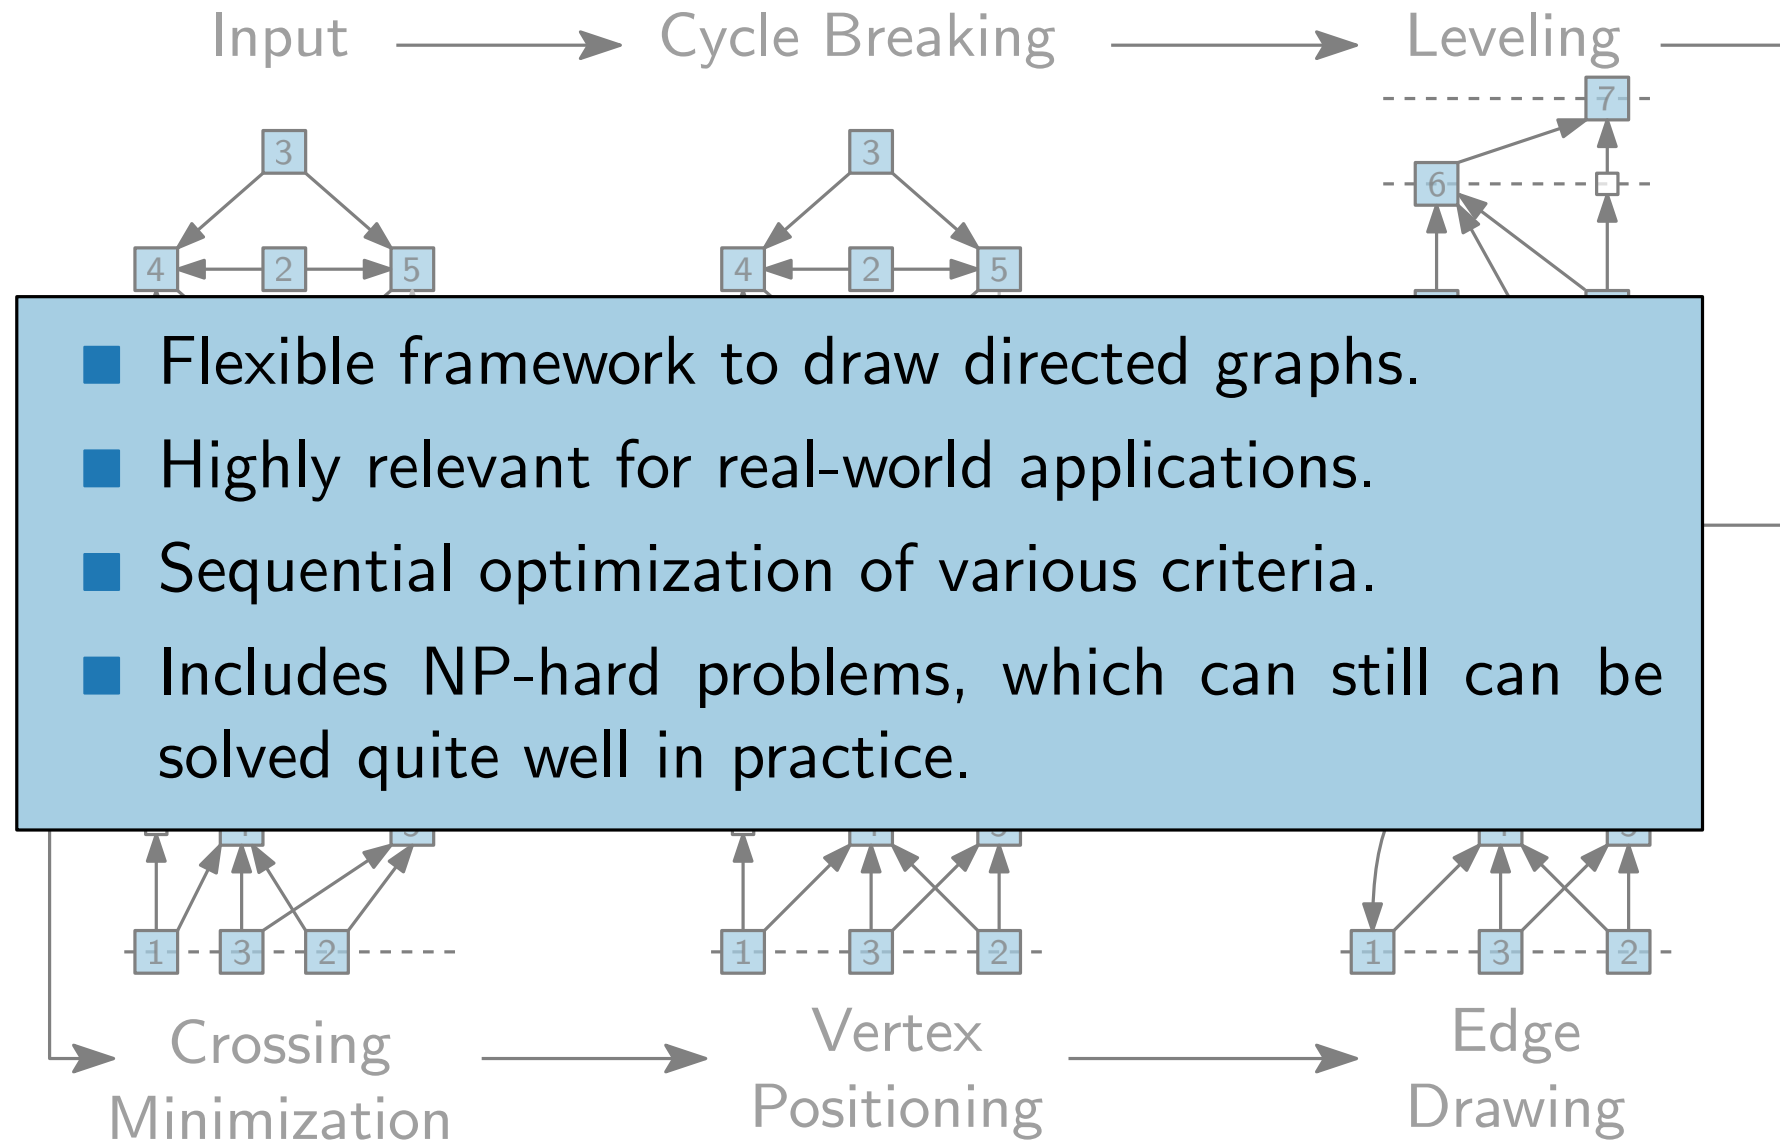 Input
Cycle Breaking
Leveling
7
3
3
6
4 2 5
4 2 5
Flexible framework to draw directed graphs.
Highly relevant for real-world applications.
Sequential optimization of various criteria.
Includes NP-hard problems, which can still can be
solved quite well in practice.
1 3 2
1 3 2
1 3 2
Crossing
Minimization
Vertex
Positioning
Edge
Drawing